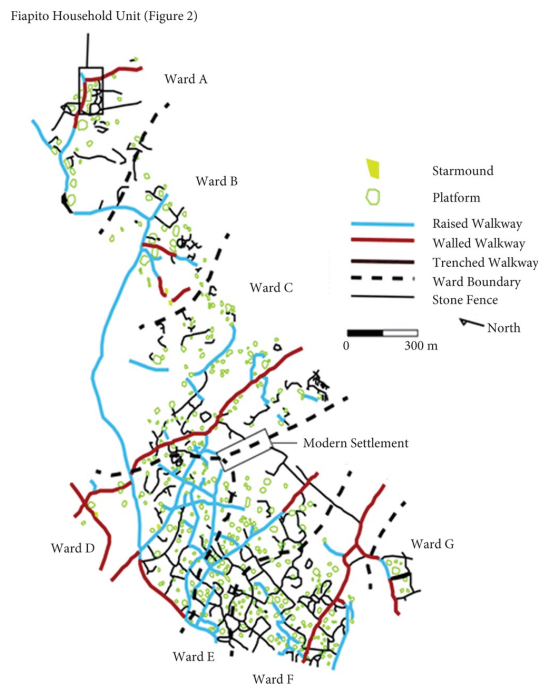 Fiapito Household Unit (Figure 2)
Ward A
Ward B
Ward C
Starmound
Platform
Raised Walkway
Walled Walkway
Trenched Walkway
Ward Boundary
Stone Fence
North
0 300 m
Modern Settlement
Ward D
Ward G
Ward E
Ward F